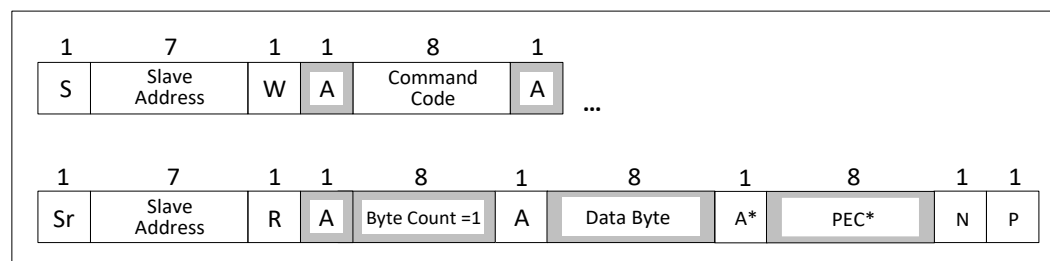 1 7 1 1 8 1
S Slave Address W A Command Code A ...
1 7 1 1 8 1 8 1 8 1 1
Sr Slave Address R A Byte Count =1 A Data Byte A* PEC* N P